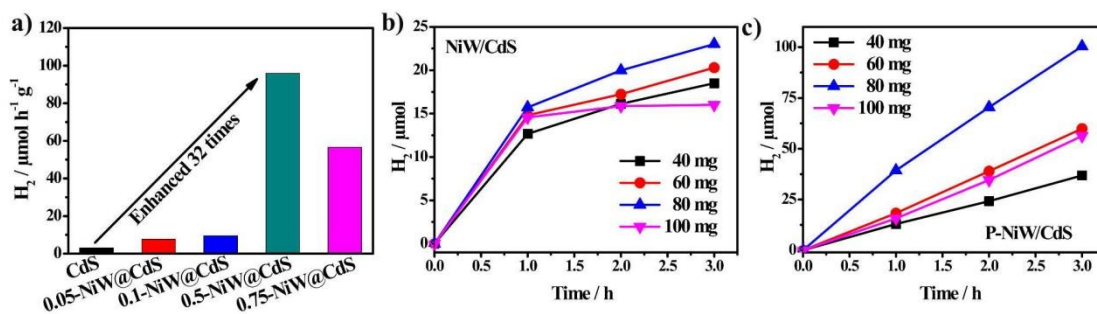 a)
H₂ / μmol h⁻¹ g⁻¹
120
100
80
60
40
20
0
Enhanced 32 times
CdS
0.05-NiW@CdS
0.1-NiW@CdS
0.5-NiW@CdS
0.75-NiW@CdS
b)
H₂ / μmol
25
20
15
10
5
0
NiW/CdS
40 mg
60 mg
80 mg
100 mg
0.0 0.5 1.0 1.5 2.0 2.5 3.0
Time / h
c)
H₂ / μmol
100
75
50
25
0
40 mg
60 mg
80 mg
100 mg
P-NiW/CdS
0.0 0.5 1.0 1.5 2.0 2.5 3.0
Time / h